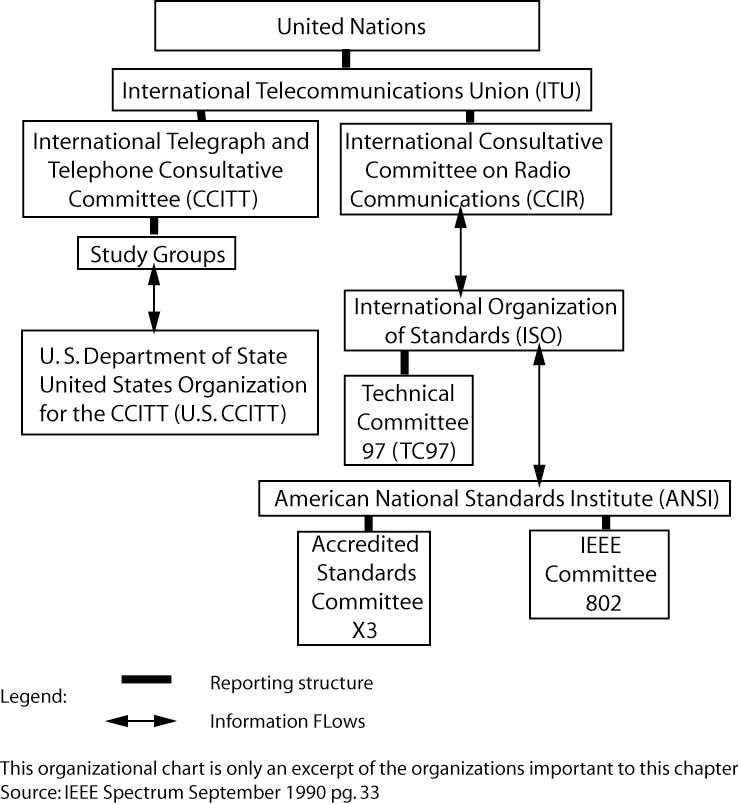 United Nations
International Telecommunications Union (ITU)
International Telegraph and
Telephone Consultative
Committee (CCITT)
International Consultative
Committee on Radio
Communications (CCIR)
Study Groups
International Organization
of Standards (ISO)
U. S. Department of State
United States Organization
for the CCITT (U.S. CCITT)
Technical
Committee
97 (TC97)
American National Standards Institute (ANSI)
Accredited
Standards
Committee
X3
IEEE
Committee
802
Legend:
Reporting structure
Information FLows
This organizational chart is only an excerpt of the organizations important to this chapter
Source: IEEE Spectrum September 1990 pg. 33